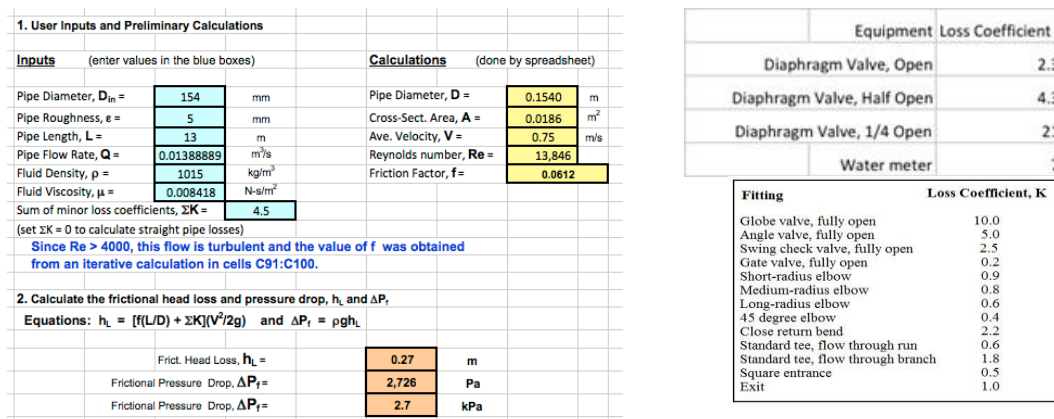 1. User Inputs and Preliminary Calculations
Inputs (enter values in the blue boxes) Calculations (done by spreadsheet)
Pipe Diameter, Din = 154 mm Pipe Diameter, D = 0.1540 m
Pipe Roughness, ε = 5 mm Cross-Sect. Area, A = 0.0186 m²
Pipe Length, L = 13 m Ave. Velocity, V = 0.75 m/s
Pipe Flow Rate, Q = 0.01388889 m³/s Reynolds number, Re = 13,846
Fluid Density, ρ = 1015 kg/m³ Friction Factor, f = 0.0612
Fluid Viscosity, μ = 0.008418 N-s/m²
Sum of minor loss coefficients, ΣK = 4.5
(set ΣK = 0 to calculate straight pipe losses)
Since Re > 4000, this flow is turbulent and the value of f was obtained
from an iterative calculation in cells C91:C100.
2. Calculate the frictional head loss and pressure drop, hL and ΔPf
Equations: hL = [f(L/D) + ΣK](V²/2g) and ΔPf = ρghL
Frict. Head Loss, hL = 0.27 m
Frictional Pressure Drop, ΔPf = 2,726 Pa
Frictional Pressure Drop, ΔPf = 2.7 kPa
Equipment Loss Coefficient
Diaphragm Valve, Open 2.3
Diaphragm Valve, Half Open 4.3
Diaphragm Valve, 1/4 Open
Water meter
Fitting Loss Coefficient, K
Globe valve, fully open 10.0
Angle valve, fully open 5.0
Swing check valve, fully open 2.5
Gate valve, fully open 0.2
Short-radius elbow 0.9
Medium-radius elbow 0.8
Long-radius elbow 0.6
45 degree elbow 0.4
Close return bend 2.2
Standard tee, flow through run 0.6
Standard tee, flow through branch 1.8
Square entrance 0.5
Exit 1.0